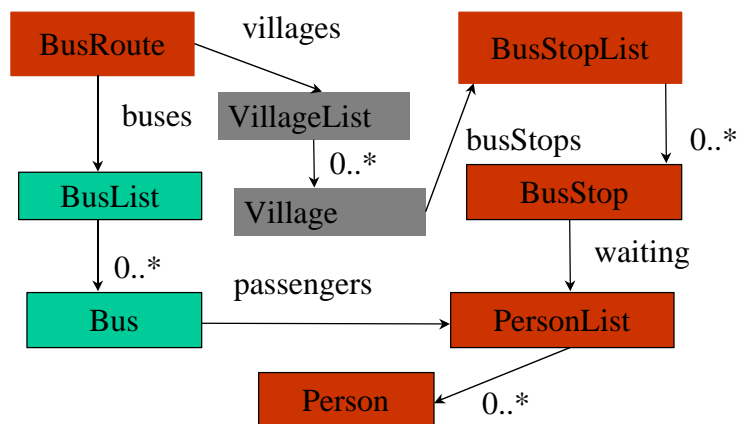 villages
BusRoute
BusStopList
buses
VillageList
busStops
0..*
0..*
BusList
Village
BusStop
0..*
waiting
passengers
Bus
PersonList
Person
0..*